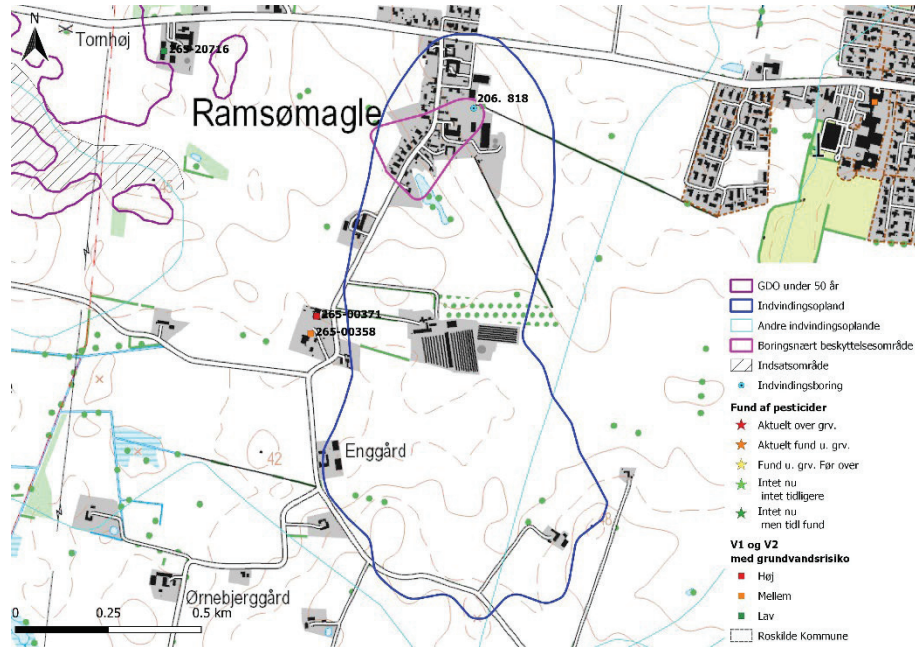 N
Tornhøj
265-20716
Ramsømagle
206. 818
45
265-00371
265-00358
Enggård
42
48
Ørnebjerggård
0 0.25 0.5 km
GDO under 50 år
Indvindingsopland
Andre indvindingsoplande
Boringsnært beskyttelsesområde
Indsatsområde
Indvindingsboring
Fund af pesticider
Aktuelt over grv.
Aktuelt fund u. grv.
Fund u. grv. Før over
Intet nu
intet tidligere
Intet nu
men tidl fund
V1 og V2
med grundvandsrisiko
Høj
Mellem
Lav
Roskilde Kommune